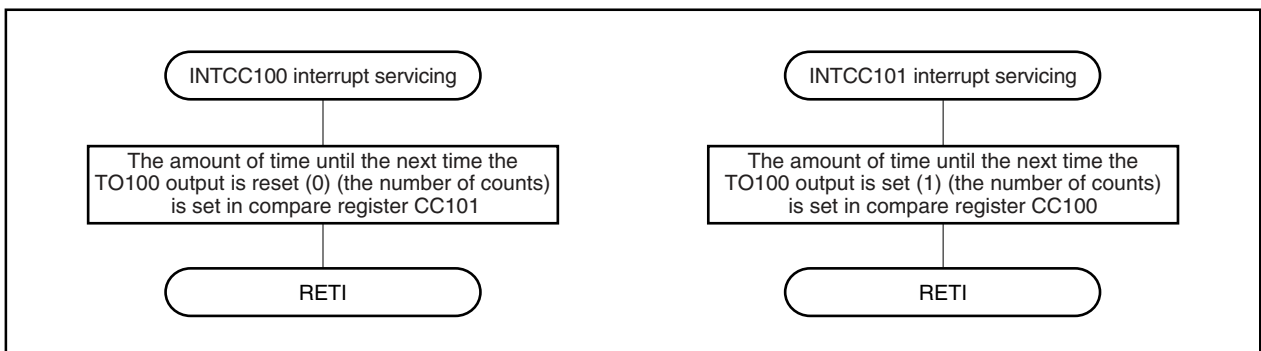 INTCC100 interrupt servicing
The amount of time until the next time the
TO100 output is reset (0) (the number of counts)
is set in compare register CC101
RETI
INTCC101 interrupt servicing
The amount of time until the next time the
TO100 output is set (1) (the number of counts)
is set in compare register CC100
RETI